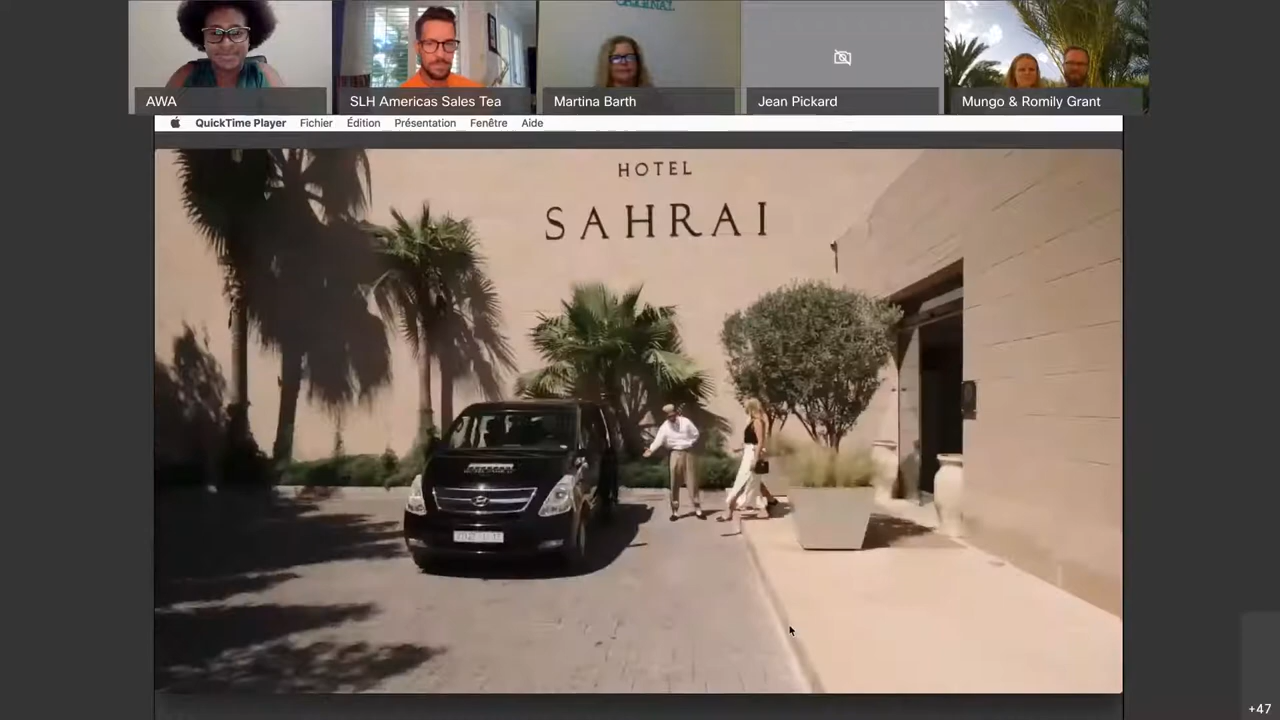 ORIGINAL
AWA
SLH Americas Sales Tea
Martina Barth
Jean Pickard
Mungo & Romily Grant
QuickTime Player Fichier Édition Présentation Fenêtre Aide
HOTEL
SAHRAI
+47